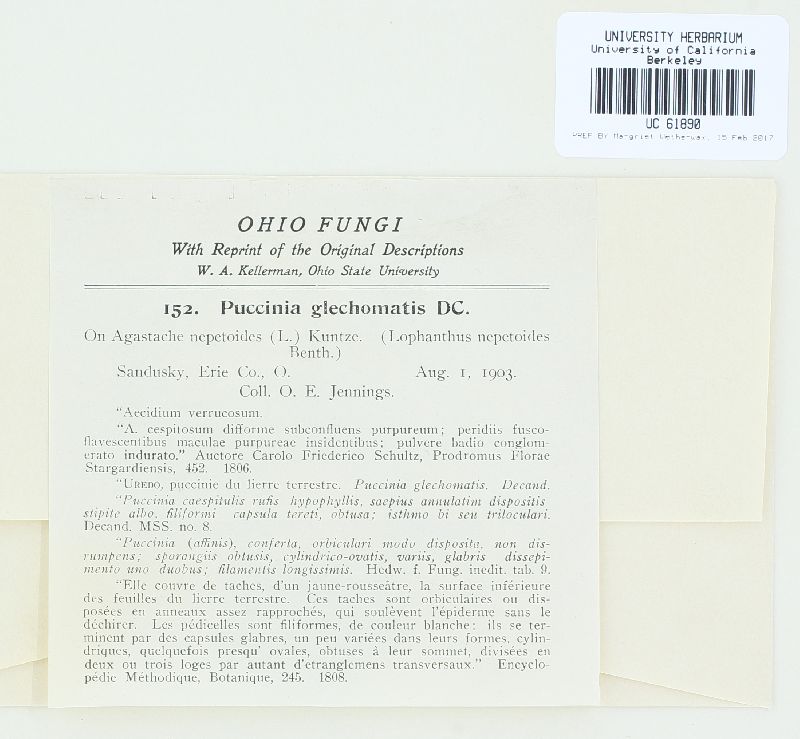 UNIVERSITY HERBARIUM
University of California
Berkeley
UC 61890
PREP BY Margriet Wetherwax, 15 Feb 2017
OHIO FUNGI
With Reprint of the Original Descriptions
W. A. Kellerman, Ohio State University
152. Puccinia glechomatis DC.
On Agastache nepetoides (L.) Kuntze. (Lophanthus nepetoides
Benth.)
Sandusky, Erie Co., O. Aug. 1, 1903.
Coll. O. E. Jennings.
"Aecidium verrucosum.
"A. cespitosum difforme subconfluens purpureum; peridiis fusco-
flavescentibus maculae purpureae insidentibus; pulvere badio conglom-
erato indurato." Auctore Carolo Friederico Schultz, Prodromus Florae
Stargardiensis, 452. 1806.
"UREDO, puccinie du lierre terrestre. Puccinia glechomatis. Decand.
"Puccinia caespitulis rufis hypophyllis, saepius annulatim dispositis
stipite albo, filiformi capsula tereti, obtusa; isthmo bi seu triloculari.
Decand. MSS. no. 8.
"Puccinia (affinis), conferta, orbiculari modo disposita, non dis-
rumpens; sporangiis obtusis, cylindrico-ovatis, variis, glabris dissepi-
mento uno duobus; filamentis longissimis. Hedw. f. Fung. inedit. tab. 9.
"Elle couvre de taches, d'un jaune-rousseâtre, la surface inférieure
des feuilles du lierre terrestre. Ces taches sont orbiculaires ou dis-
posées en anneaux assez rapprochés, qui soulèvent l'épiderme sans le
déchirer. Les pédicelles sont filiformes, de couleur blanche: ils se ter-
minent par des capsules glabres, un peu variées dans leurs formes, cylin-
driques, quelquefois presqu' ovales, obtuses à leur sommet, divisées en
deux ou trois loges par autant d'etranglemens transversaux." Encyclo-
pédie Méthodique, Botanique, 245. 1808.